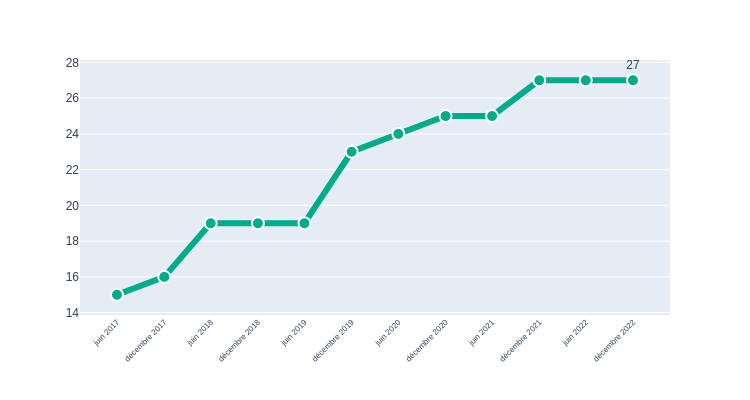 28
26
24
22
20
18
16
14
27
juin 2017
décembre 2017
juin 2018
décembre 2018
juin 2019
décembre 2019
juin 2020
décembre 2020
juin 2021
décembre 2021
juin 2022
décembre 2022